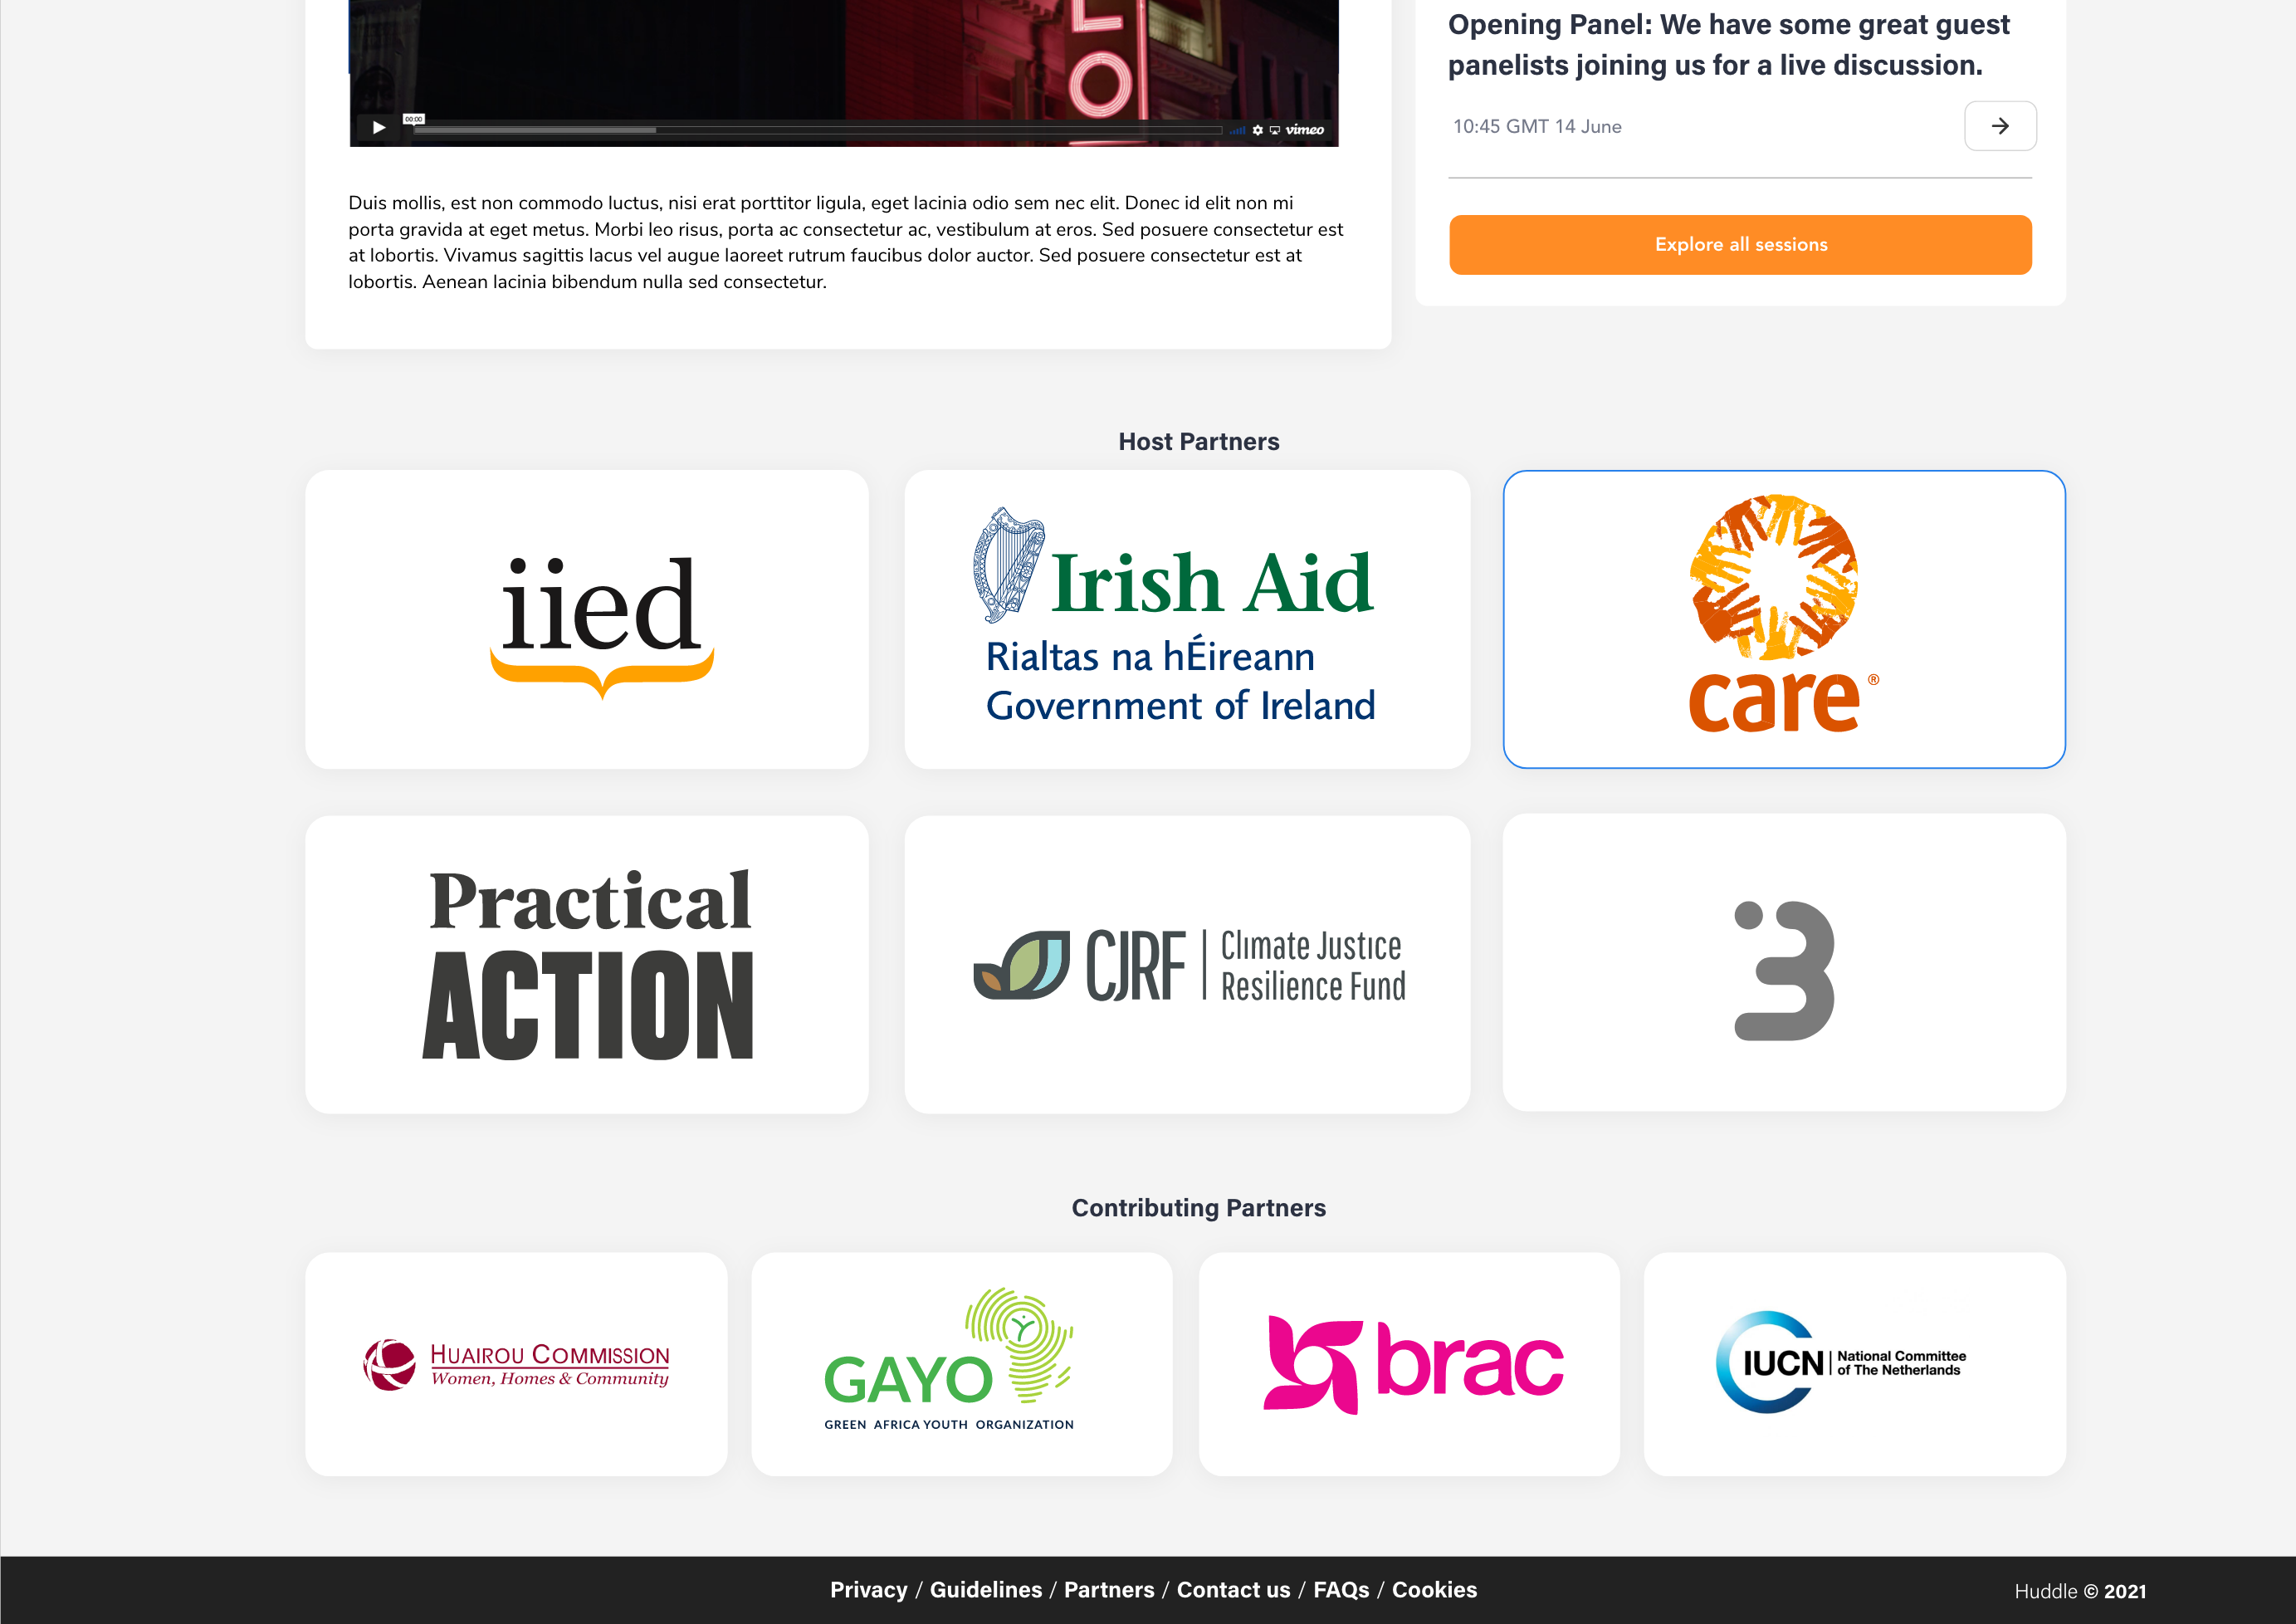 00:00
vimeo
Duis mollis, est non commodo luctus, nisi erat porttitor ligula, eget lacinia odio sem nec elit. Donec id elit non mi
porta gravida at eget metus. Morbi leo risus, porta ac consectetur ac, vestibulum at eros. Sed posuere consectetur est
at lobortis. Vivamus sagittis lacus vel augue laoreet rutrum faucibus dolor auctor. Sed posuere consectetur est at
lobortis. Aenean lacinia bibendum nulla sed consectetur.
Opening Panel: We have some great guest
panelists joining us for a live discussion.
10:45 GMT 14 June
Explore all sessions
Host Partners
iied
Irish Aid
Rialtas na hÉireann
Government of Ireland
care®
Practical
ACTION
CJRF
Climate Justice
Resilience Fund
Contributing Partners
HUAIROU COMMISSION
Women, Homes & Community
GAYO
GREEN AFRICA YOUTH ORGANIZATION
brac
IUCN
National Committee
of The Netherlands
Privacy / Guidelines / Partners / Contact us / FAQs / Cookies
Huddle © 2021